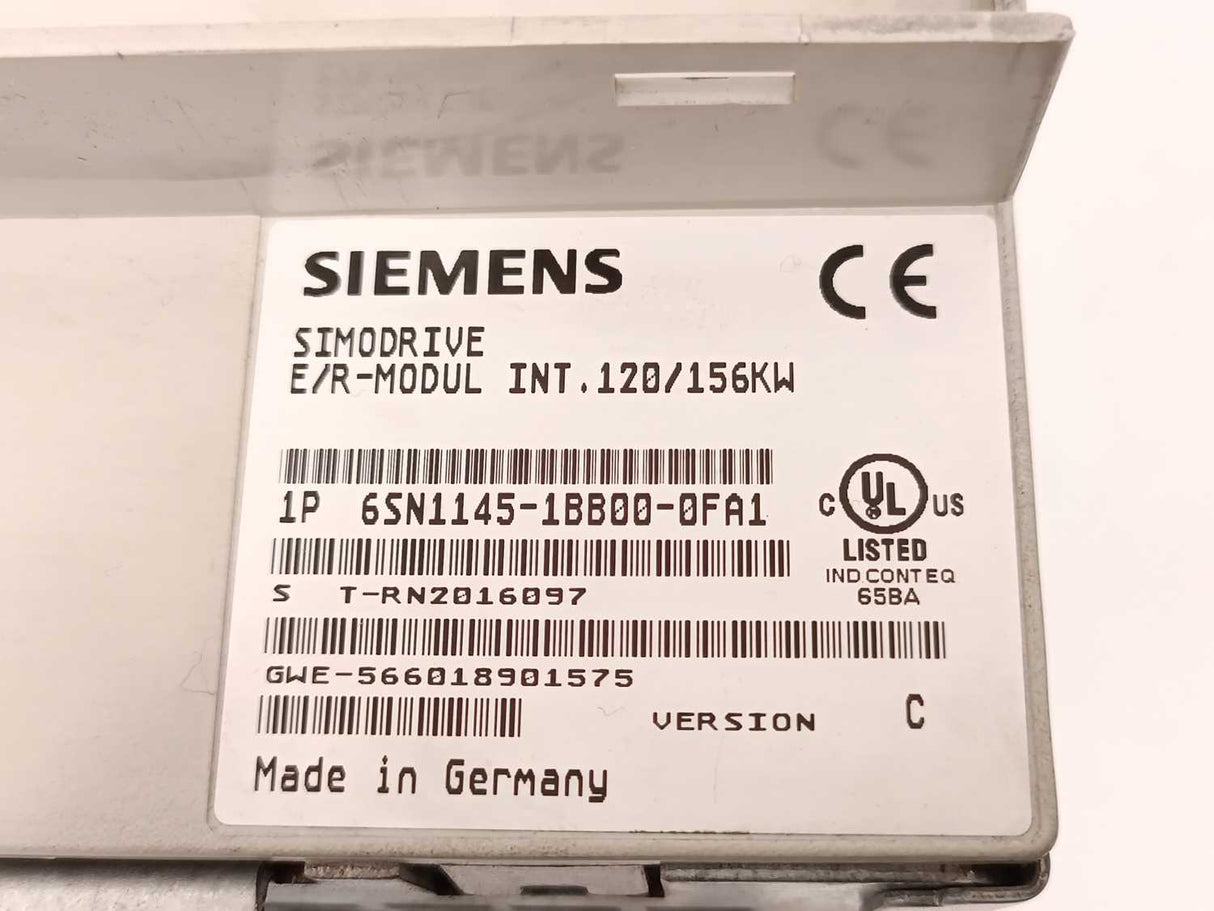 SIEMENS
CE
SIMODRIVE
E/R-MODUL INT.120/156KW
1P 6SN1145-1BB00-0FA1
C UL US
LISTED
IND CONT EQ
65BA
S T-RN2016097
GWE-566018901575
VERSION C
Made in Germany